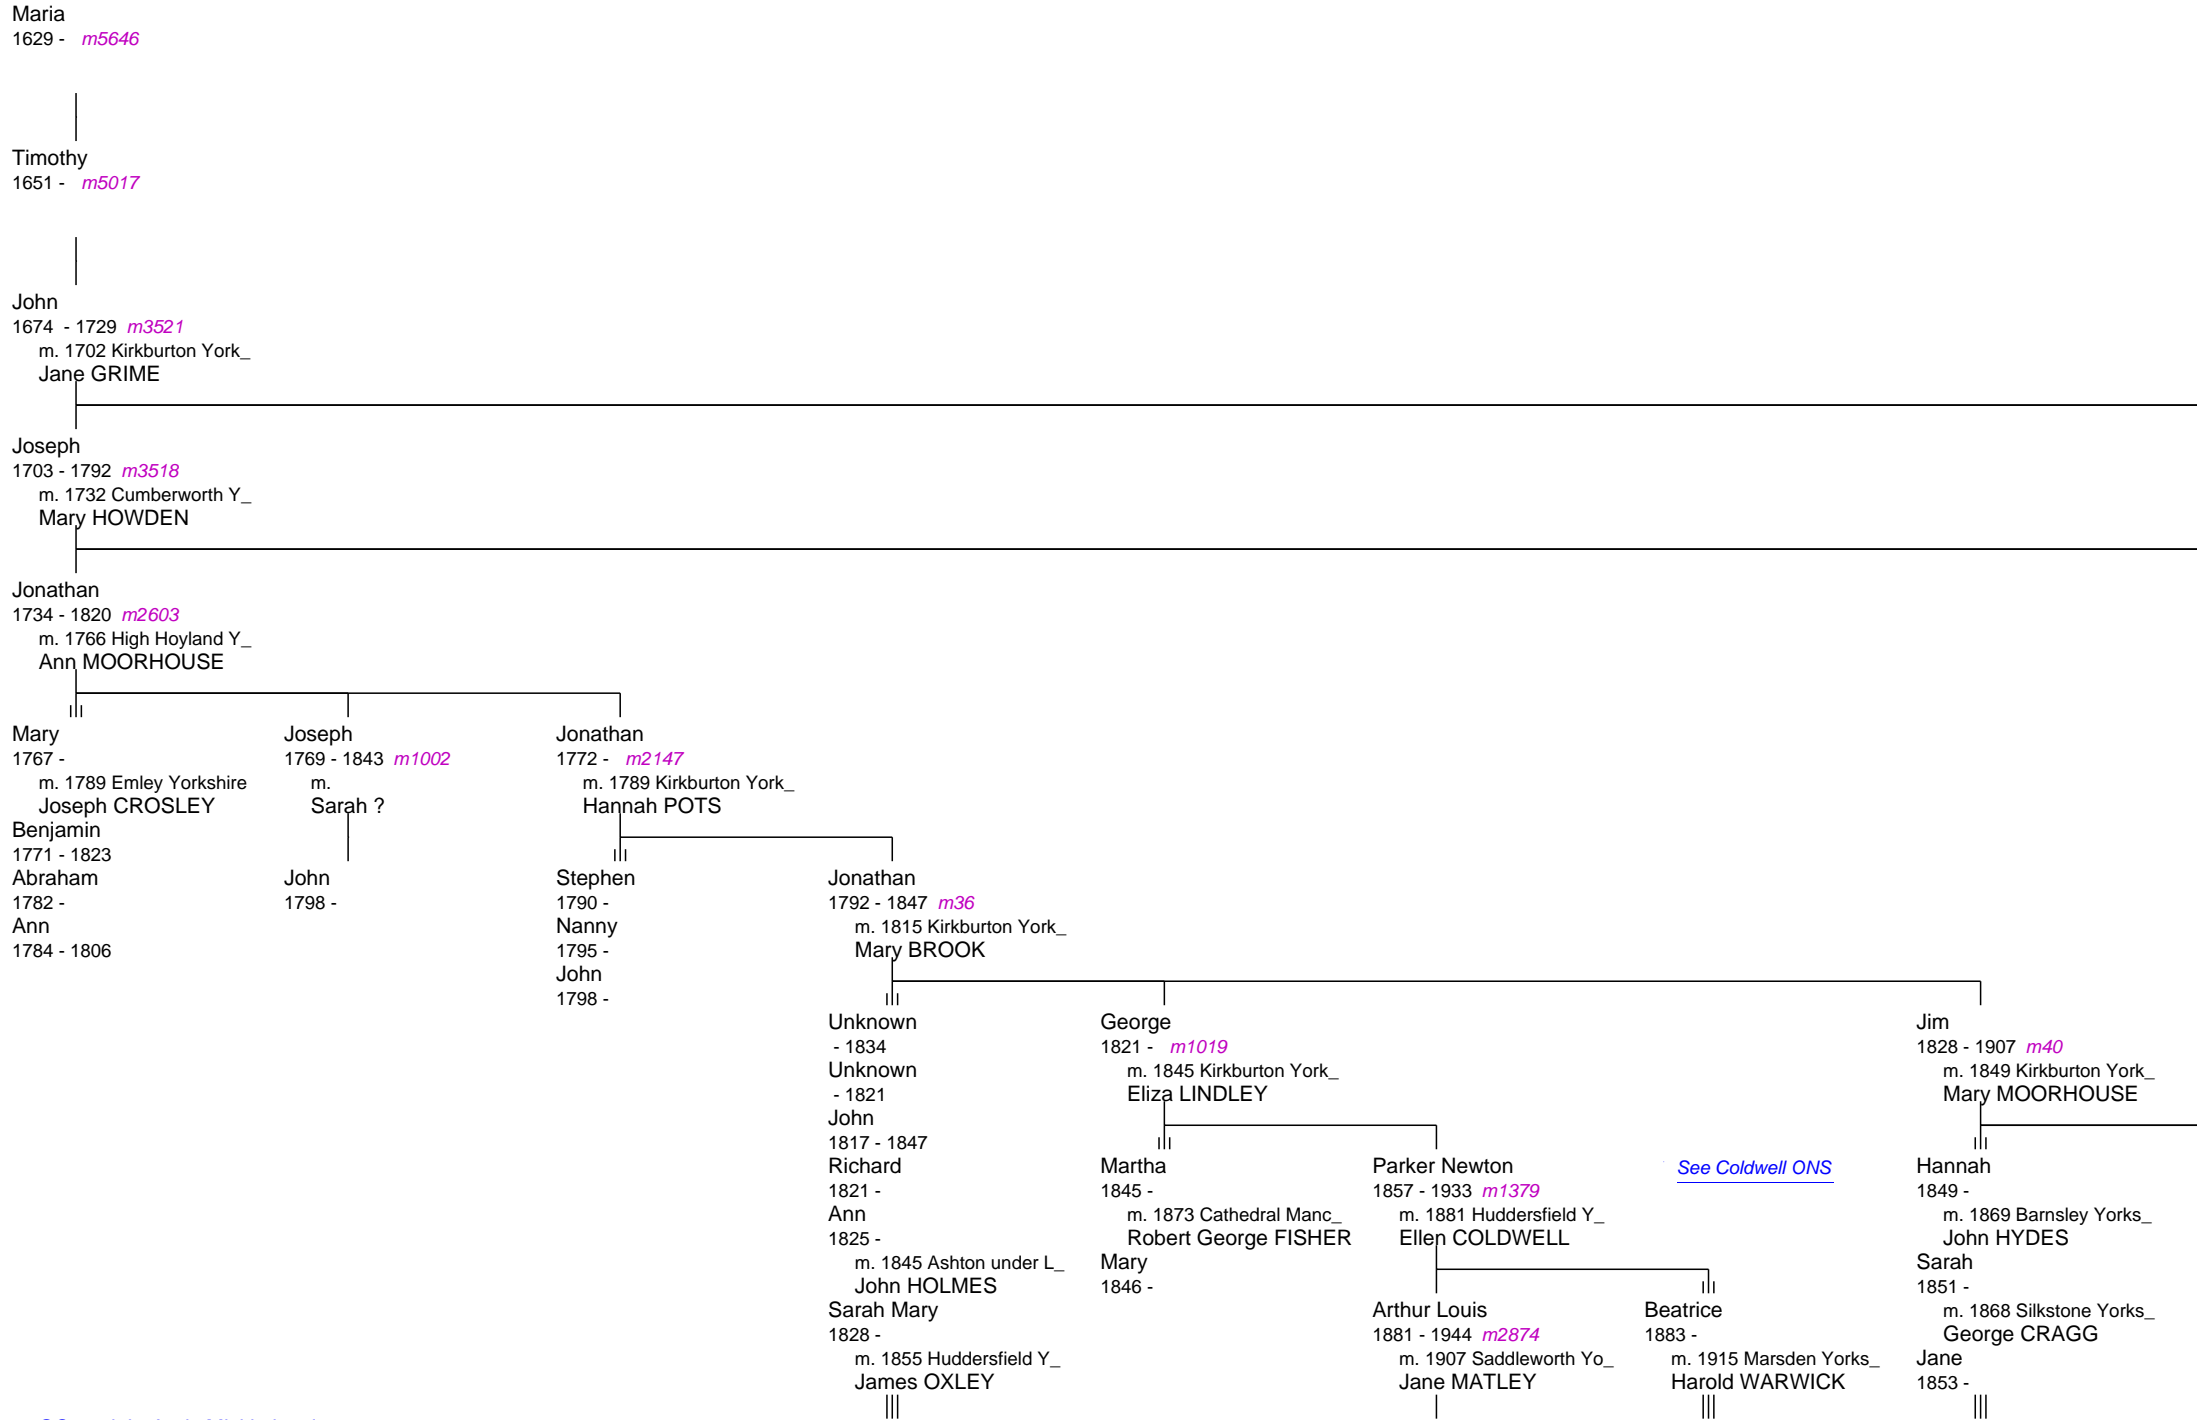 Maria
1629 - m5646
Timothy
1651 - m5017
John
1674 - 1729 m3521
m. 1702 Kirkburton York_
Jane GRIME
Joseph
1703 - 1792 m3518
m. 1732 Cumberworth Y_
Mary HOWDEN
Jonathan
1734 - 1820 m2603
m. 1766 High Hoyland Y_
Ann MOORHOUSE
Mary
1767 -
m. 1789 Emley Yorkshire
Joseph CROSLEY
Benjamin
1771 - 1823
Abraham
1782 -
Ann
1784 - 1806
Joseph
1769 - 1843 m1002
m.
Sarah ?
John
1798 -
Jonathan
1772 - m2147
m. 1789 Kirkburton York_
Hannah POTS
Stephen
1790 -
Nanny
1795 -
John
1798 -
Jonathan
1792 - 1847 m36
m. 1815 Kirkburton York_
Mary BROOK
Unknown
- 1834
Unknown
- 1821
John
1817 - 1847
Richard
1821 -
Ann
1825 -
m. 1845 Ashton under L_
John HOLMES
Sarah Mary
1828 -
m. 1855 Huddersfield Y_
James OXLEY
George
1821 - m1019
m. 1845 Kirkburton York_
Eliza LINDLEY
Martha
1845 -
m. 1873 Cathedral Manc_
Robert George FISHER
Mary
1846 -
Parker Newton
1857 - 1933 m1379
m. 1881 Huddersfield Y_
Ellen COLDWELL
See Coldwell ONS
Arthur Louis
1881 - 1944 m2874
m. 1907 Saddleworth Yo_
Jane MATLEY
Beatrice
1883 -
m. 1915 Marsden Yorks_
Harold WARWICK
Jim
1828 - 1907 m40
m. 1849 Kirkburton York_
Mary MOORHOUSE
Hannah
1849 -
m. 1869 Barnsley Yorks_
John HYDES
Sarah
1851 -
m. 1868 Silkstone Yorks_
George CRAGG
Jane
1853 -